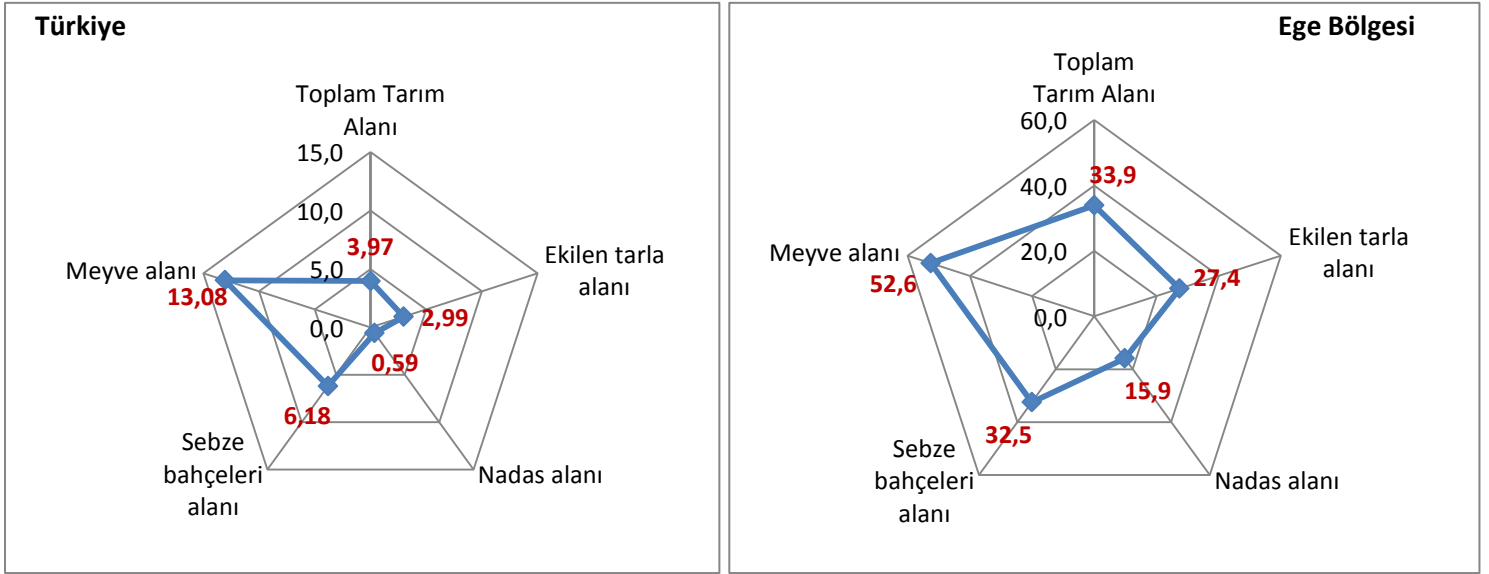 Türkiye
Toplam Tarım
Alanı
15,0
10,0
5,0
0,0
3,97
Ekilen tarla
alanı
2,99
Nadas alanı
0,59
Sebze
bahçeleri
alanı
6,18
Meyve alanı
13,08
Ege Bölgesi
Toplam
Tarım Alanı
60,0
40,0
20,0
0,0
33,9
Ekilen tarla
alanı
27,4
Nadas alanı
15,9
Sebze
bahçeleri
alanı
32,5
Meyve alanı
52,6